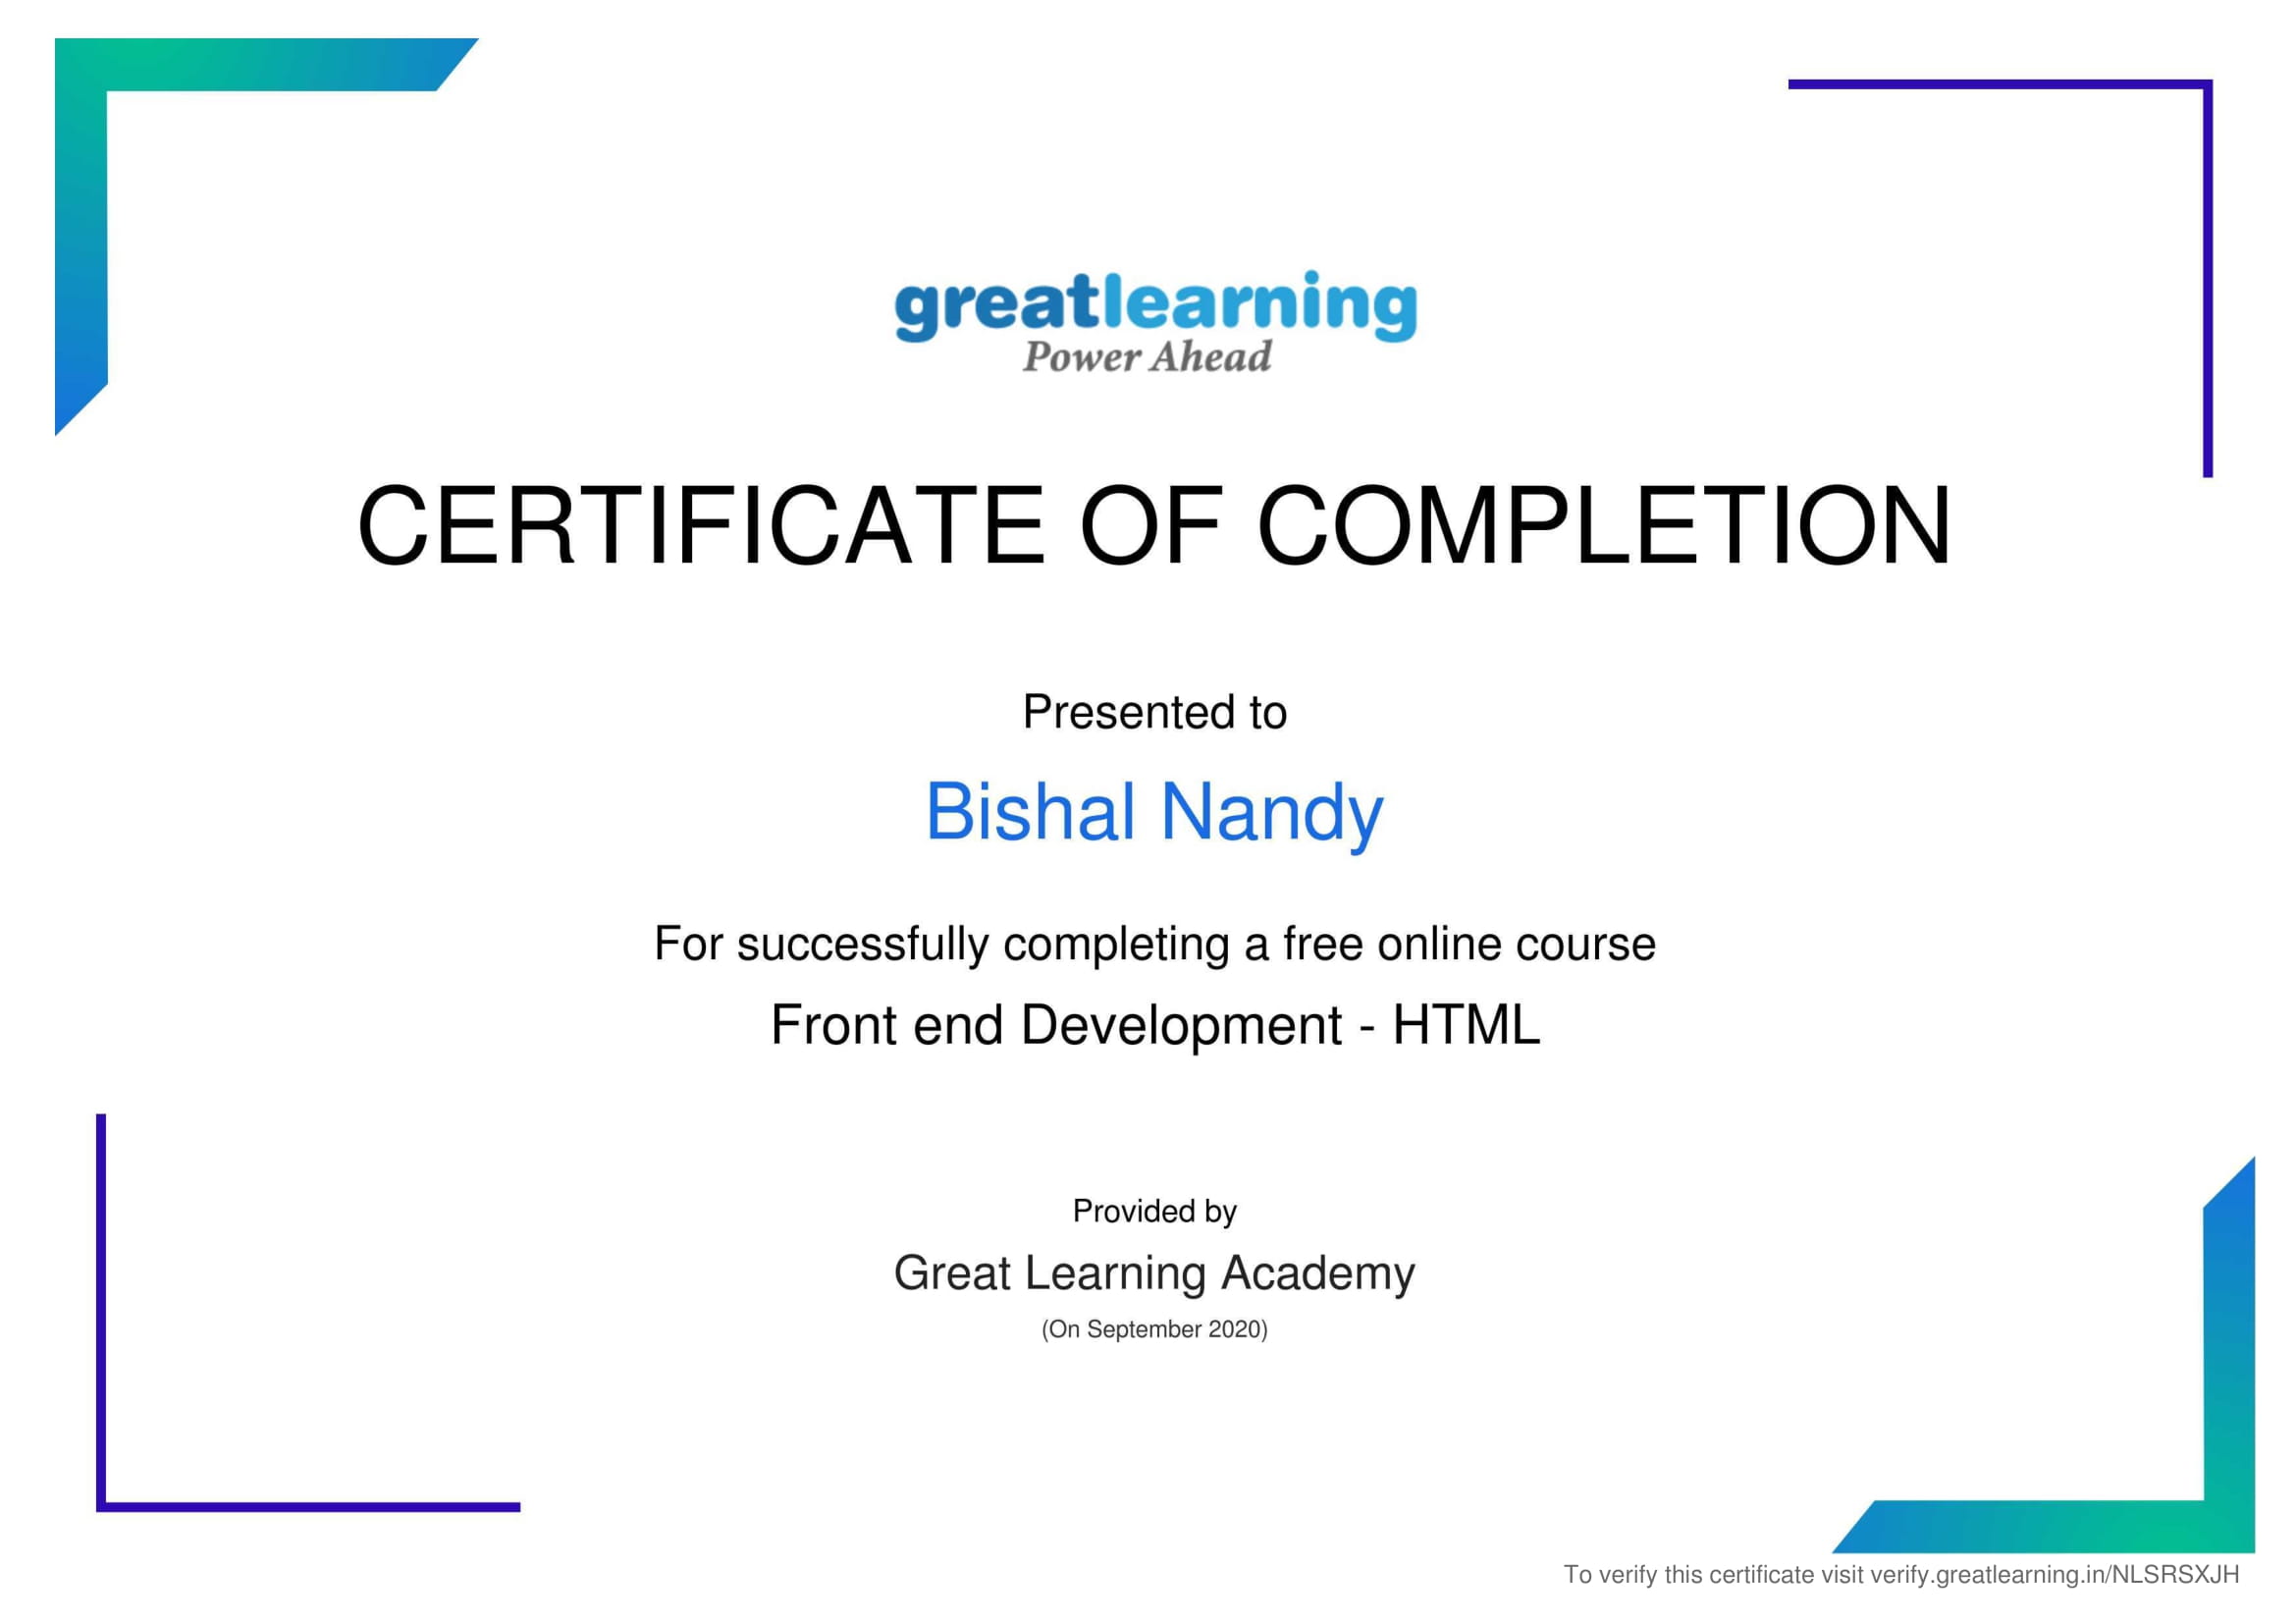 greatlearning
Power Ahead
CERTIFICATE OF COMPLETION
Presented to
Bishal Nandy
For successfully completing a free online course
Front end Development - HTML
Provided by
Great Learning Academy
(On September 2020)
To verify this certificate visit verify.greatlearning.in/NLSRSXJH